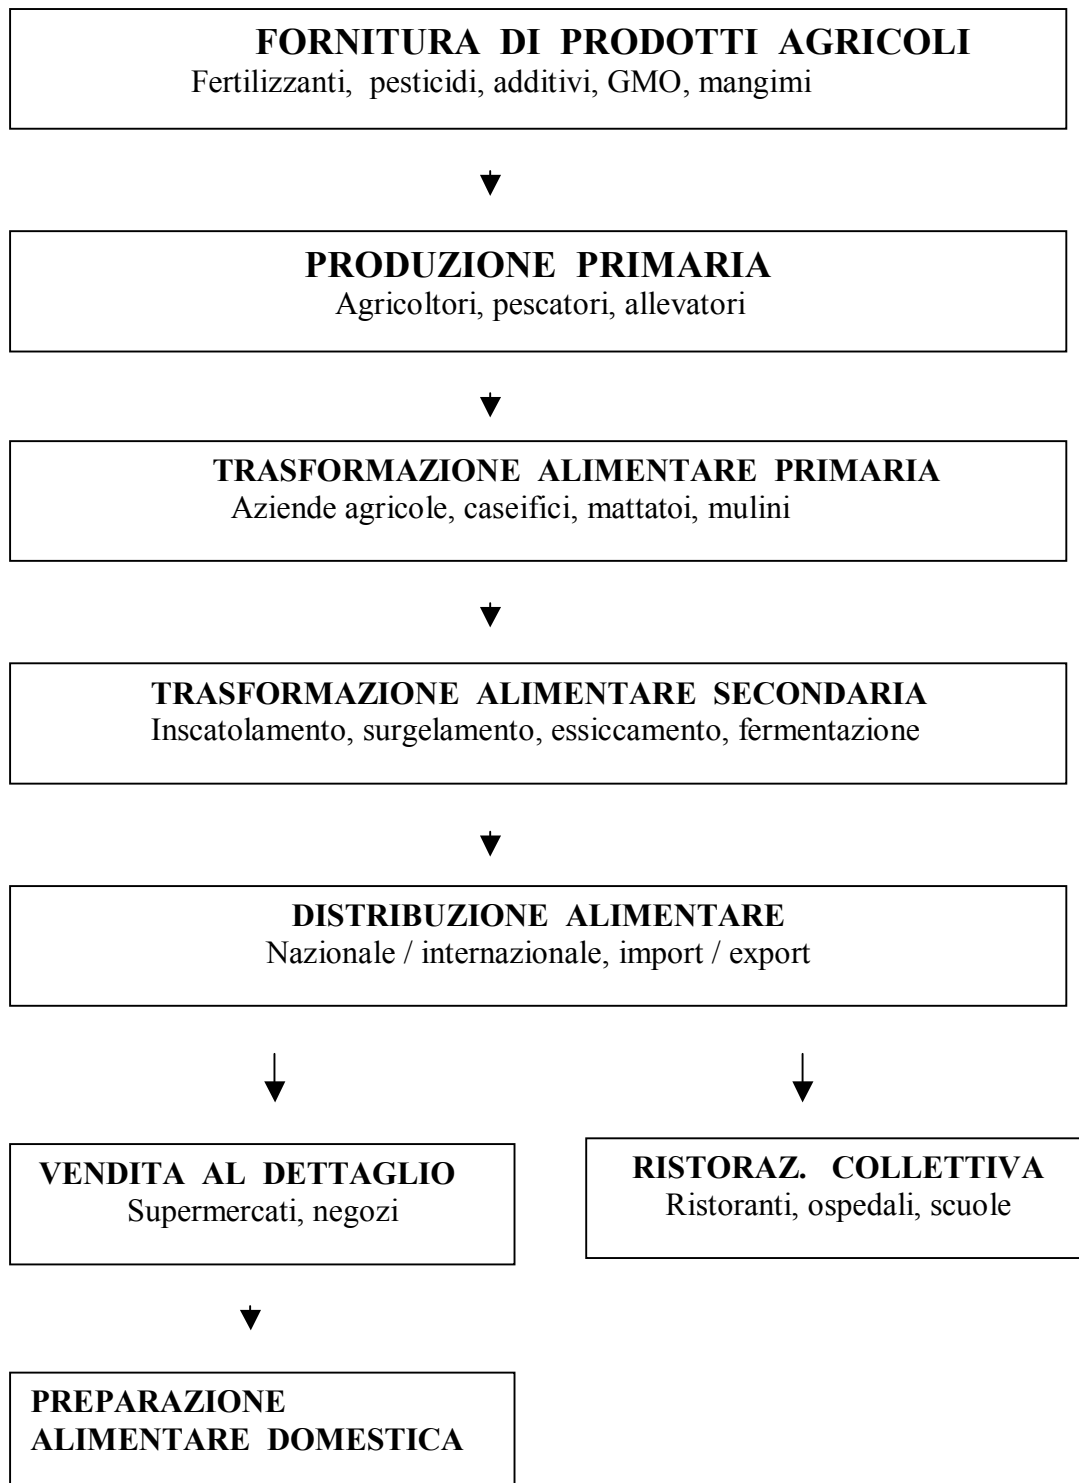 FORNITURA DI PRODOTTI AGRICOLI
Fertilizzanti, pesticidi, additivi, GMO, mangimi
PRODUZIONE PRIMARIA
Agricoltori, pescatori, allevatori
TRASFORMAZIONE ALIMENTARE PRIMARIA
Aziende agricole, caseifici, mattatoi, mulini
TRASFORMAZIONE ALIMENTARE SECONDARIA
Inscatolamento, surgelamento, essiccamento, fermentazione
DISTRIBUZIONE ALIMENTARE
Nazionale / internazionale, import / export
VENDITA AL DETTAGLIO
Supermercati, negozi
RISTORAZ. COLLETTIVA
Ristoranti, ospedali, scuole
PREPARAZIONE
ALIMENTARE DOMESTICA